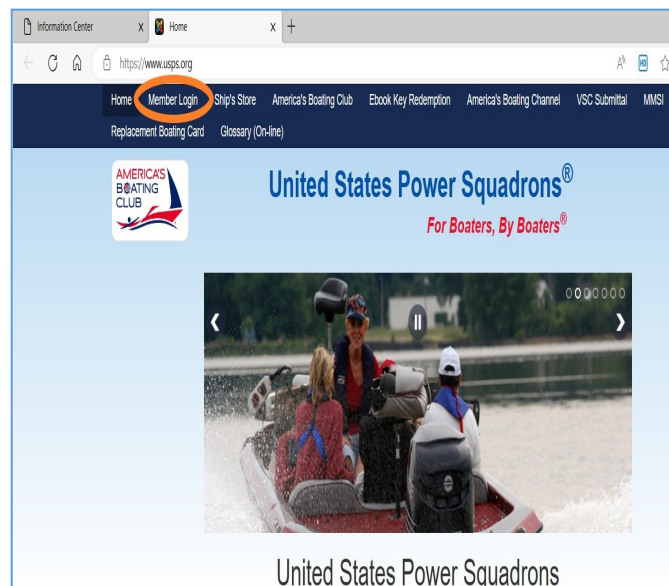 Information Center
Home
https://www.usps.org
Home Member Login Ship's Store America's Boating Club Ebook Key Redemption America's Boating Channel VSC Submittal MMSI
Replacement Boating Card Glossary (On-line)
AMERICA'S
BOATING
CLUB
United States Power Squadrons®
For Boaters, By Boaters®
United States Power Squadrons